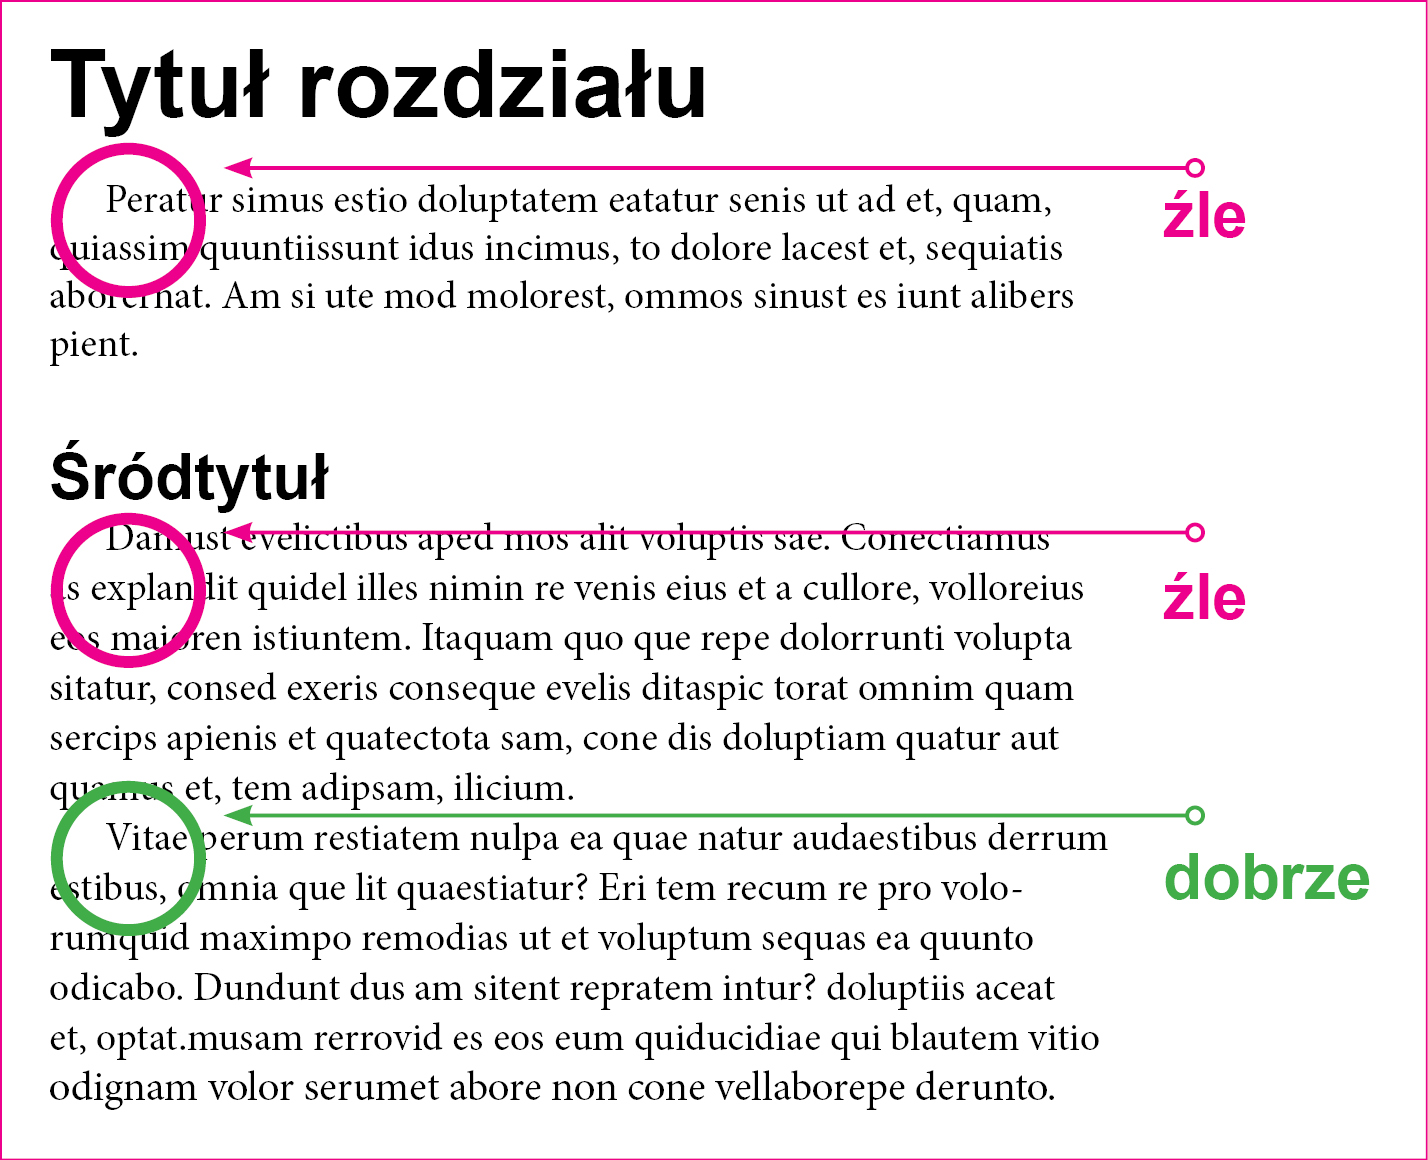 Tytuł rozdziału
Peratur simus estio doluptatem eatatur senis ut ad et, quam,
quiassim quuntiissunt idus incimus, to dolore lacest et, sequiatis
aborernat. Am si ute mod molorest, ommos sinust es iunt alibers
pient.
źle
Śródtytuł
Damust evelictibus aped mos alit voluptis sae. Conectiamus
as explandit quidel illes nimin re venis eius et a cullore, volloreius
eos maioren istiuntem. Itaquam quo que repe dolorrunti volupta
sitatur, consed exeris conseque evelis ditaspic torat omnim quam
sercips apienis et quatectota sam, cone dis doluptiam quatur aut
quamus et, tem adipsam, ilicium.
źle
Vitae perum restiatem nulpa ea quae natur audaestibus derrum
estibus, omnia que lit quaestiatur? Eri tem recum re pro volo-
rumquid maximpo remodias ut et voluptum sequas ea quunto
odicabo. Dundunt dus am sitent repratem intur? doluptiis aceat
et, optat.musam rerrovid es eos eum quiducidiae qui blautem vitio
odignam volor serumet abore non cone vellaborepe derunto.
dobrze